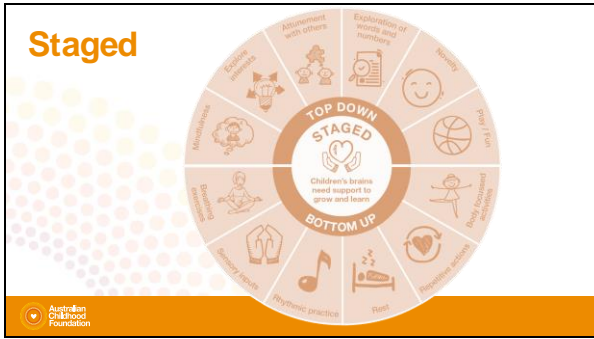 Staged
Attunement
with others
Exploration of
words and
numbers
Novelty
Play / Fun
Body focussed
activities
Repetitive actions
Rest
Rhythmic practice
Sensory inputs
Breathing
exercises
Mindfulness
Explore
interests
TOP DOWN
STAGED
Children's brains
need support to
grow and learn
BOTTOM UP
Australian
Childhood
Foundation